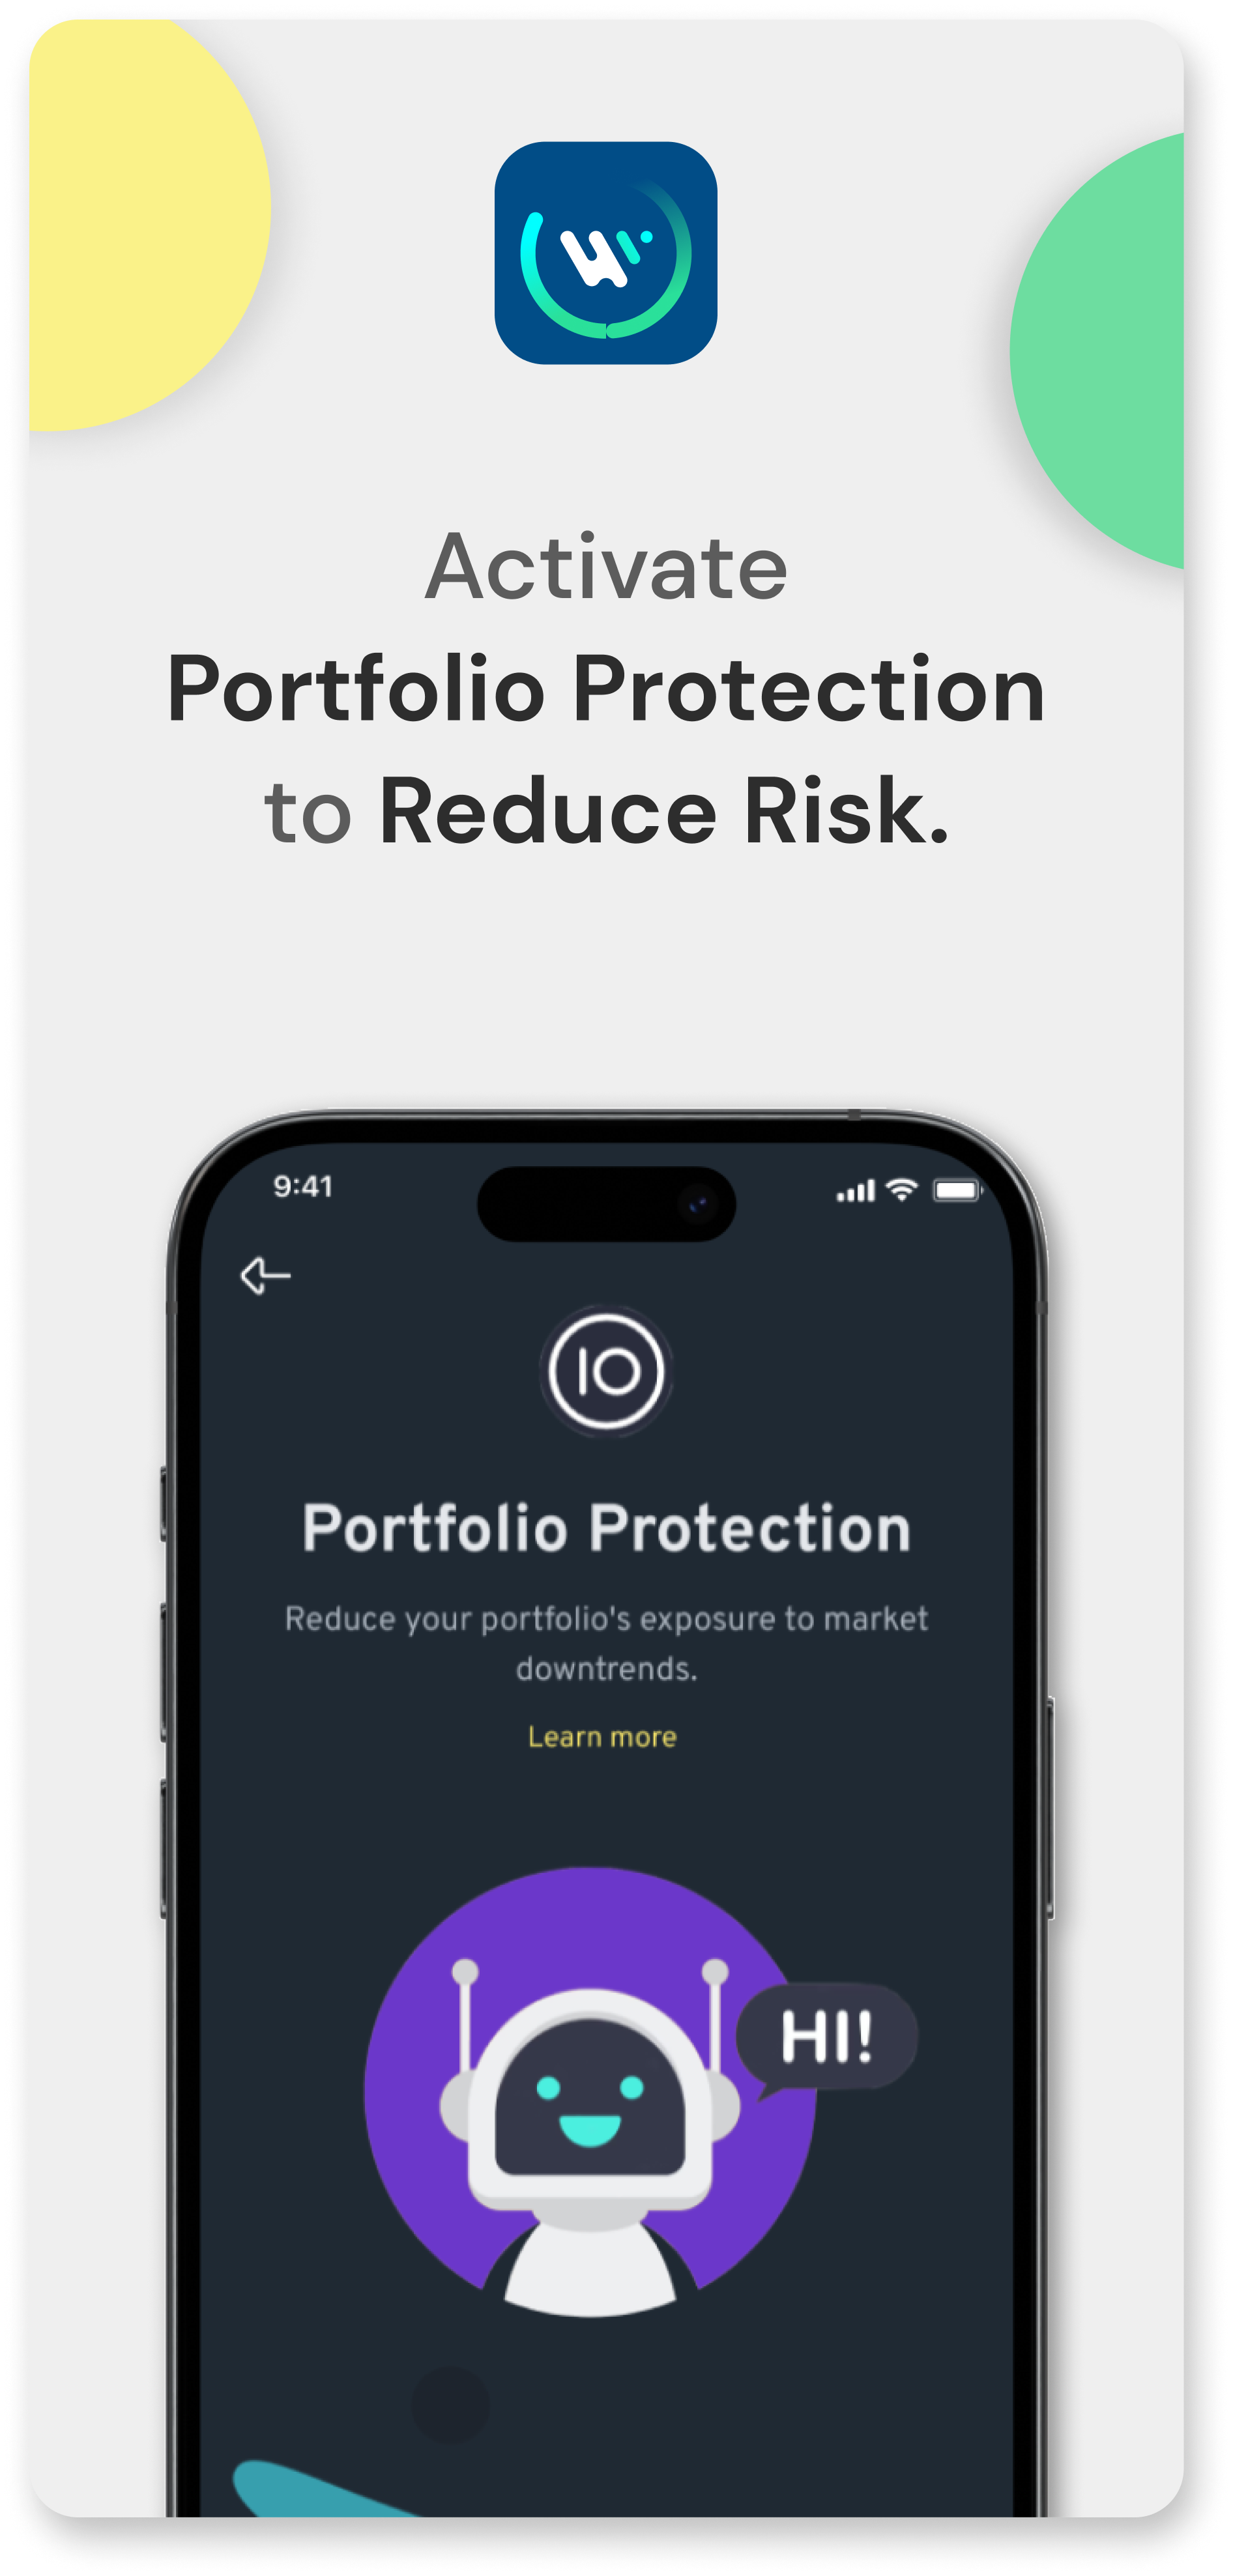 Activate
Portfolio Protection
to Reduce Risk.
9:41
10
Portfolio Protection
Reduce your portfolio's exposure to market
downtrends.
Learn more
HI!